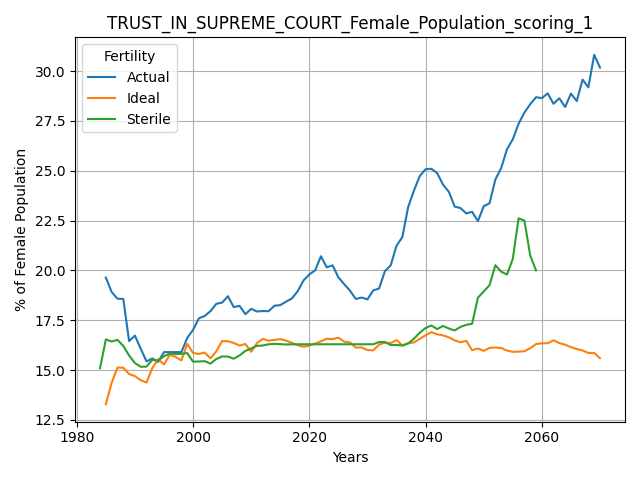 TRUST_IN_SUPREME_COURT_Female_Population_scoring_1
Fertility
Actual
Ideal
Sterile
% of Female Population
30.0
27.5
25.0
22.5
20.0
17.5
15.0
12.5
1980
2000
2020
2040
2060
Years